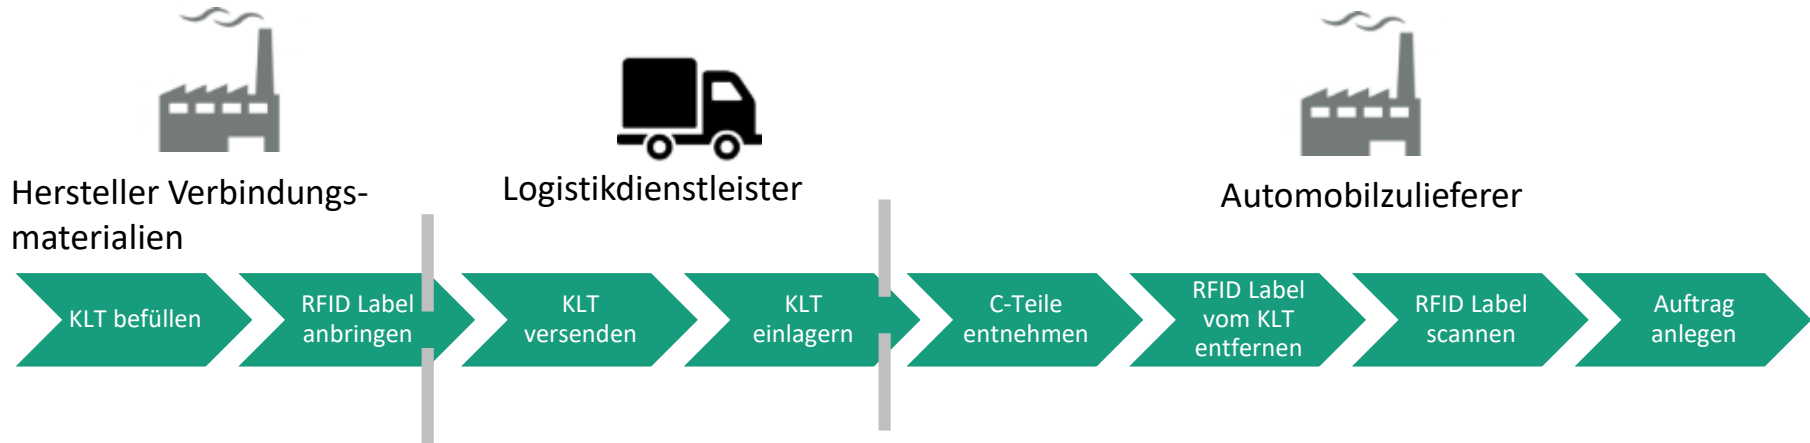 Hersteller Verbindungs-
materialien
Logistikdienstleister
Automobilzulieferer
KLT befüllen
RFID Label
anbringen
KLT
versenden
KLT
einlagern
C-Teile
entnehmen
RFID Label
vom KLT
entfernen
RFID Label
scannen
Auftrag
anlegen